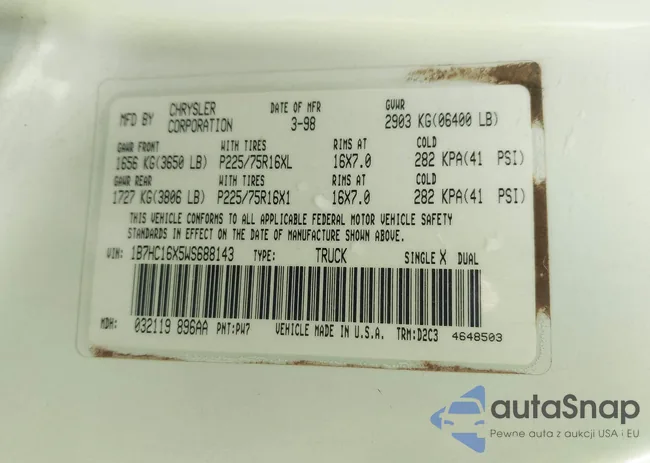 MFD BY CHRYSLER CORPORATION DATE OF MFR 3-98 GVWR 2903 KG(06400 LB)
GAWR FRONT WITH TIRES RIMS AT COLD
1656 KG(3650 LB) P225/75R16XL 16X7.0 282 KPA(41 PSI)
GAWR REAR WITH TIRES RIMS AT COLD
1727 KG(3806 LB) P225/75R16X1 16X7.0 282 KPA(41 PSI)
THIS VEHICLE CONFORMS TO ALL APPLICABLE FEDERAL MOTOR VEHICLE SAFETY
STANDARDS IN EFFECT ON THE DATE OF MANUFACTURE SHOWN ABOVE.
VIN: 1B7HC16X5WS688143 TYPE: TRUCK SINGLE X DUAL
MDH: 032119 896AA PNT:PW7 VEHICLE MADE IN U.S.A. TRM:D2C3 4648503
autaSnap
Pewne auta z aukcji USA i EU